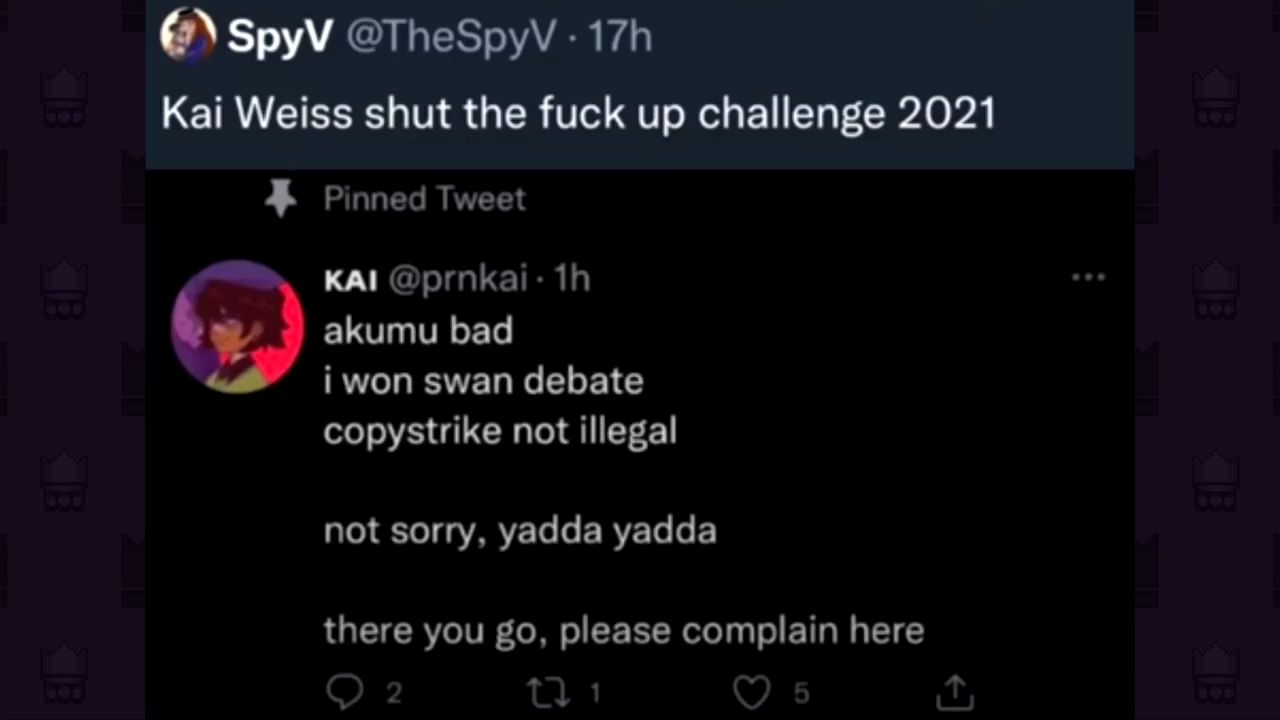 SpyV @TheSpyV · 17h
Kai Weiss shut the fuck up challenge 2021
Pinned Tweet
KAI @prnkai · 1h
akumu bad
i won swan debate
copystrike not illegal
not sorry, yadda yadda
there you go, please complain here
2 1 5